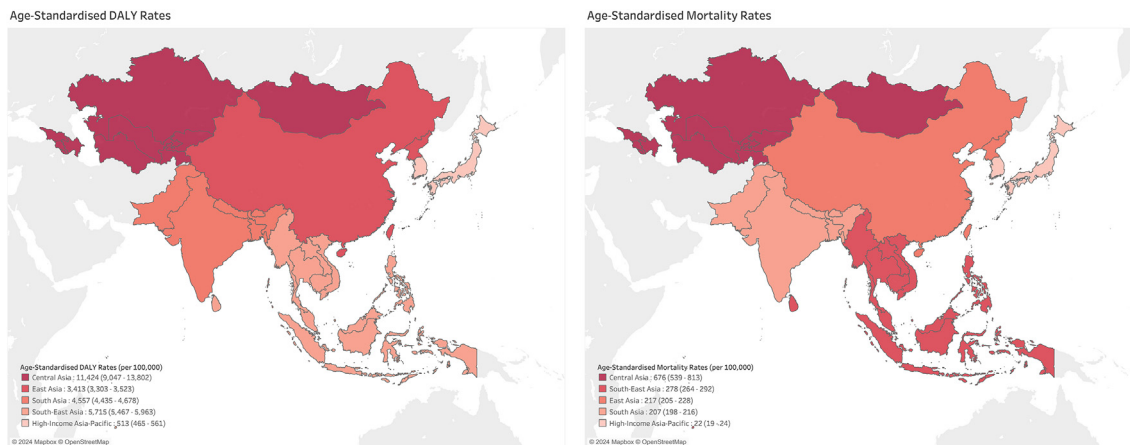 Age-Standardised DALY Rates
Age-Standardised DALY Rates (per 100,000)
Central Asia : 11,424 (9,047 - 13,802)
East Asia : 3,413 (3,303 - 3,523)
South Asia : 4,557 (4,435 - 4,678)
South-East Asia : 5,715 (5,467 - 5,963)
High-Income Asia-Pacific : 513 (465 - 561)
© 2024 Mapbox © OpenStreetMap
Age-Standardised Mortality Rates
Age-Standardised Mortality Rates (per 100,000)
Central Asia : 676 (539 - 813)
South-East Asia : 278 (264 - 292)
East Asia : 217 (205 - 228)
South Asia : 207 (198 - 216)
High-Income Asia-Pacific : 22 (19 - 24)
© 2024 Mapbox © OpenStreetMap